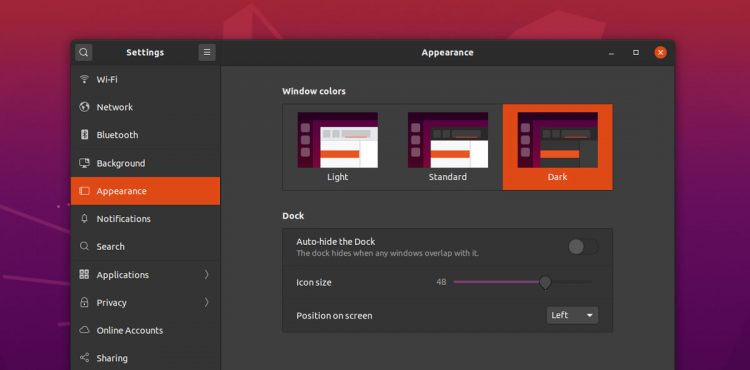 Settings
Appearance
Wi-Fi
Network
Bluetooth
Background
Appearance
Notifications
Search
Applications
Privacy
Online Accounts
Sharing
Window colors
Light
Standard
Dark
Dock
Auto-hide the Dock
The dock hides when any windows overlap with it.
Icon size
48
Position on screen
Left